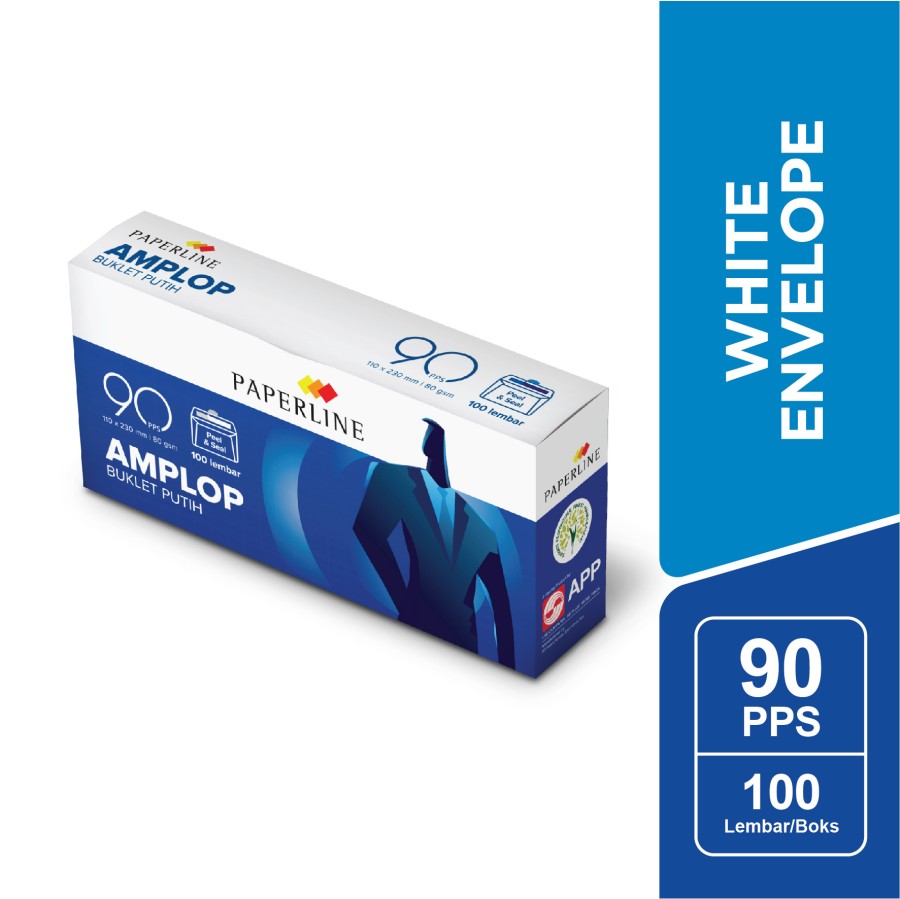 PAPERLINE
AMPLOP
BUKLET PUTIH
90
PPS
110 x 230 mm | 80 gsm
Peel
& Seal
100 lembar
PAPERLINE
90
PPS
110 x 230 mm | 80 gsm
Peel
& Seal
100 lembar
AMPLOP
BUKLET PUTIH
PAPERLINE
APP
WHITE
ENVELOPE
90
PPS
100
Lembar/Boks